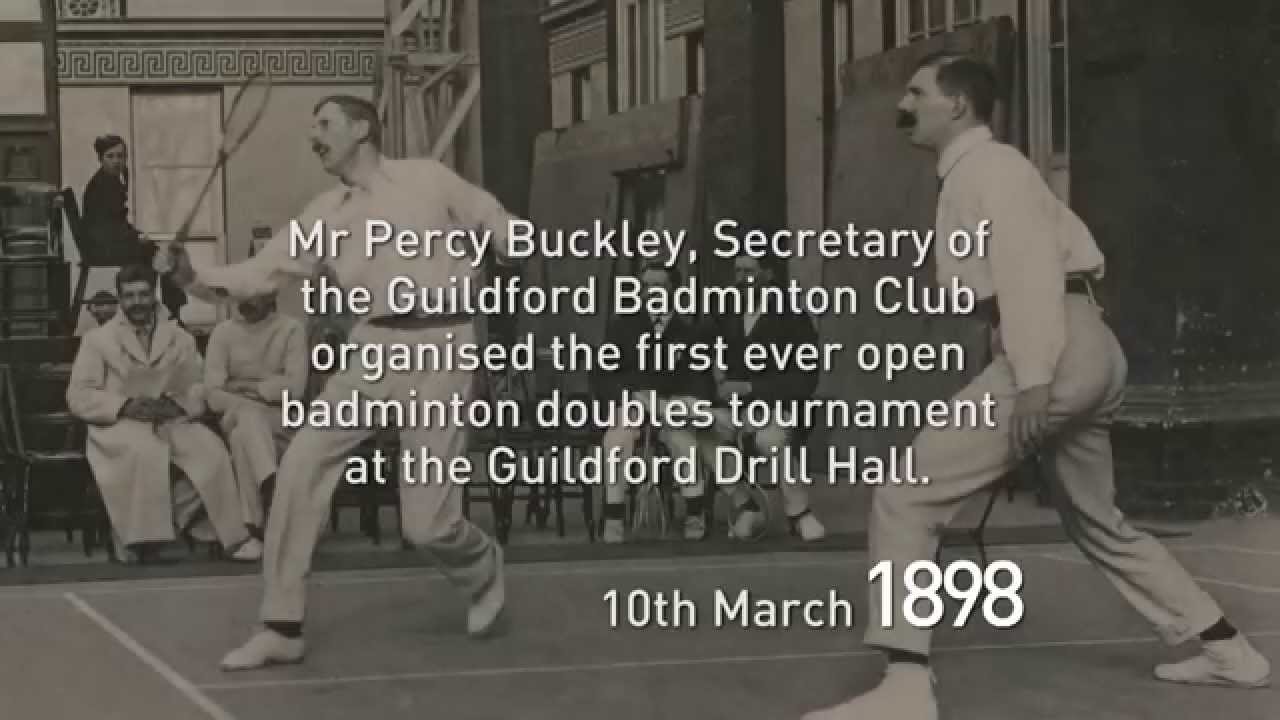 Mr Percy Buckley, Secretary of
the Guildford Badminton Club
organised the first ever open
badminton doubles tournament
at the Guildford Drill Hall.
10th March 1898